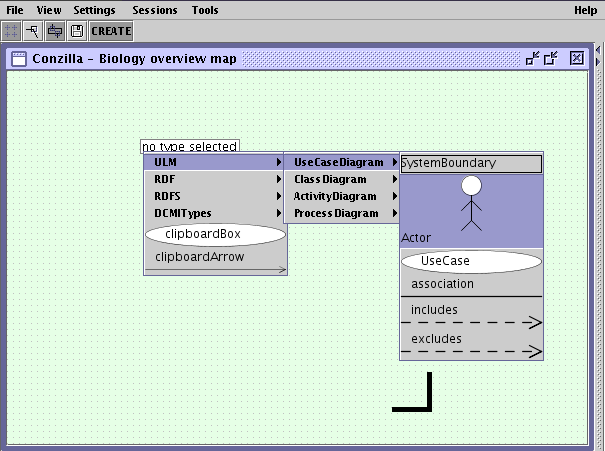 File View Settings Sessions Tools Help
CREATE
Conzilla - Biology overview map
no type selected
ULM
RDF
RDFS
DCMITypes
clipboardBox
clipboardArrow
UseCaseDiagram
ClassDiagram
ActivityDiagram
ProcessDiagram
SystemBoundary
Actor
UseCase
association
includes
excludes